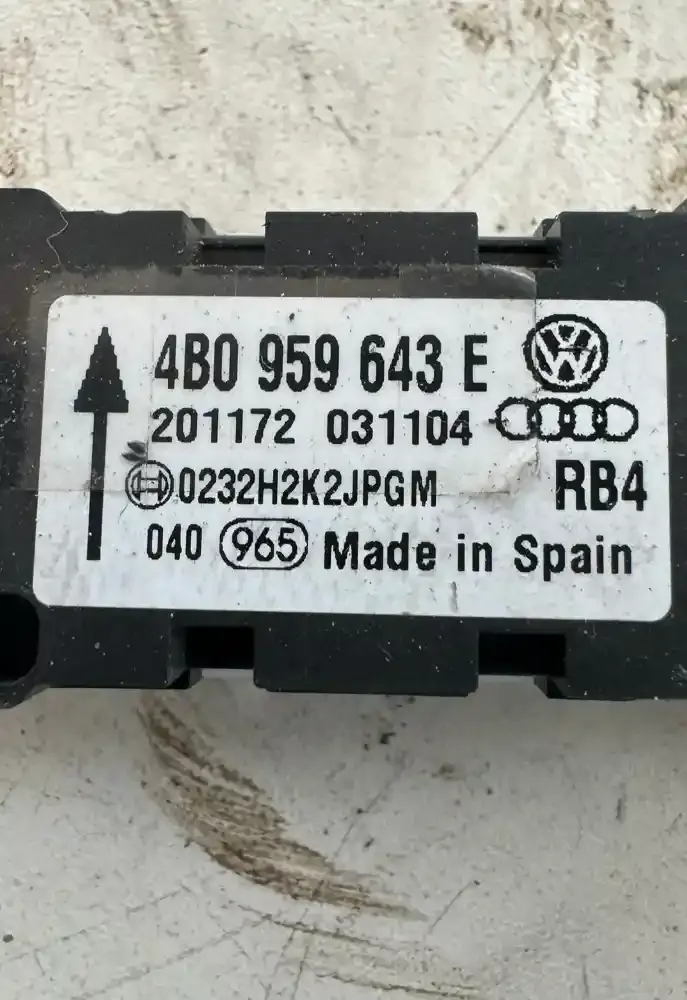 4B0 959 643 E
201172 031104
0232H2K2JPGM RB4
040 965 Made in Spain